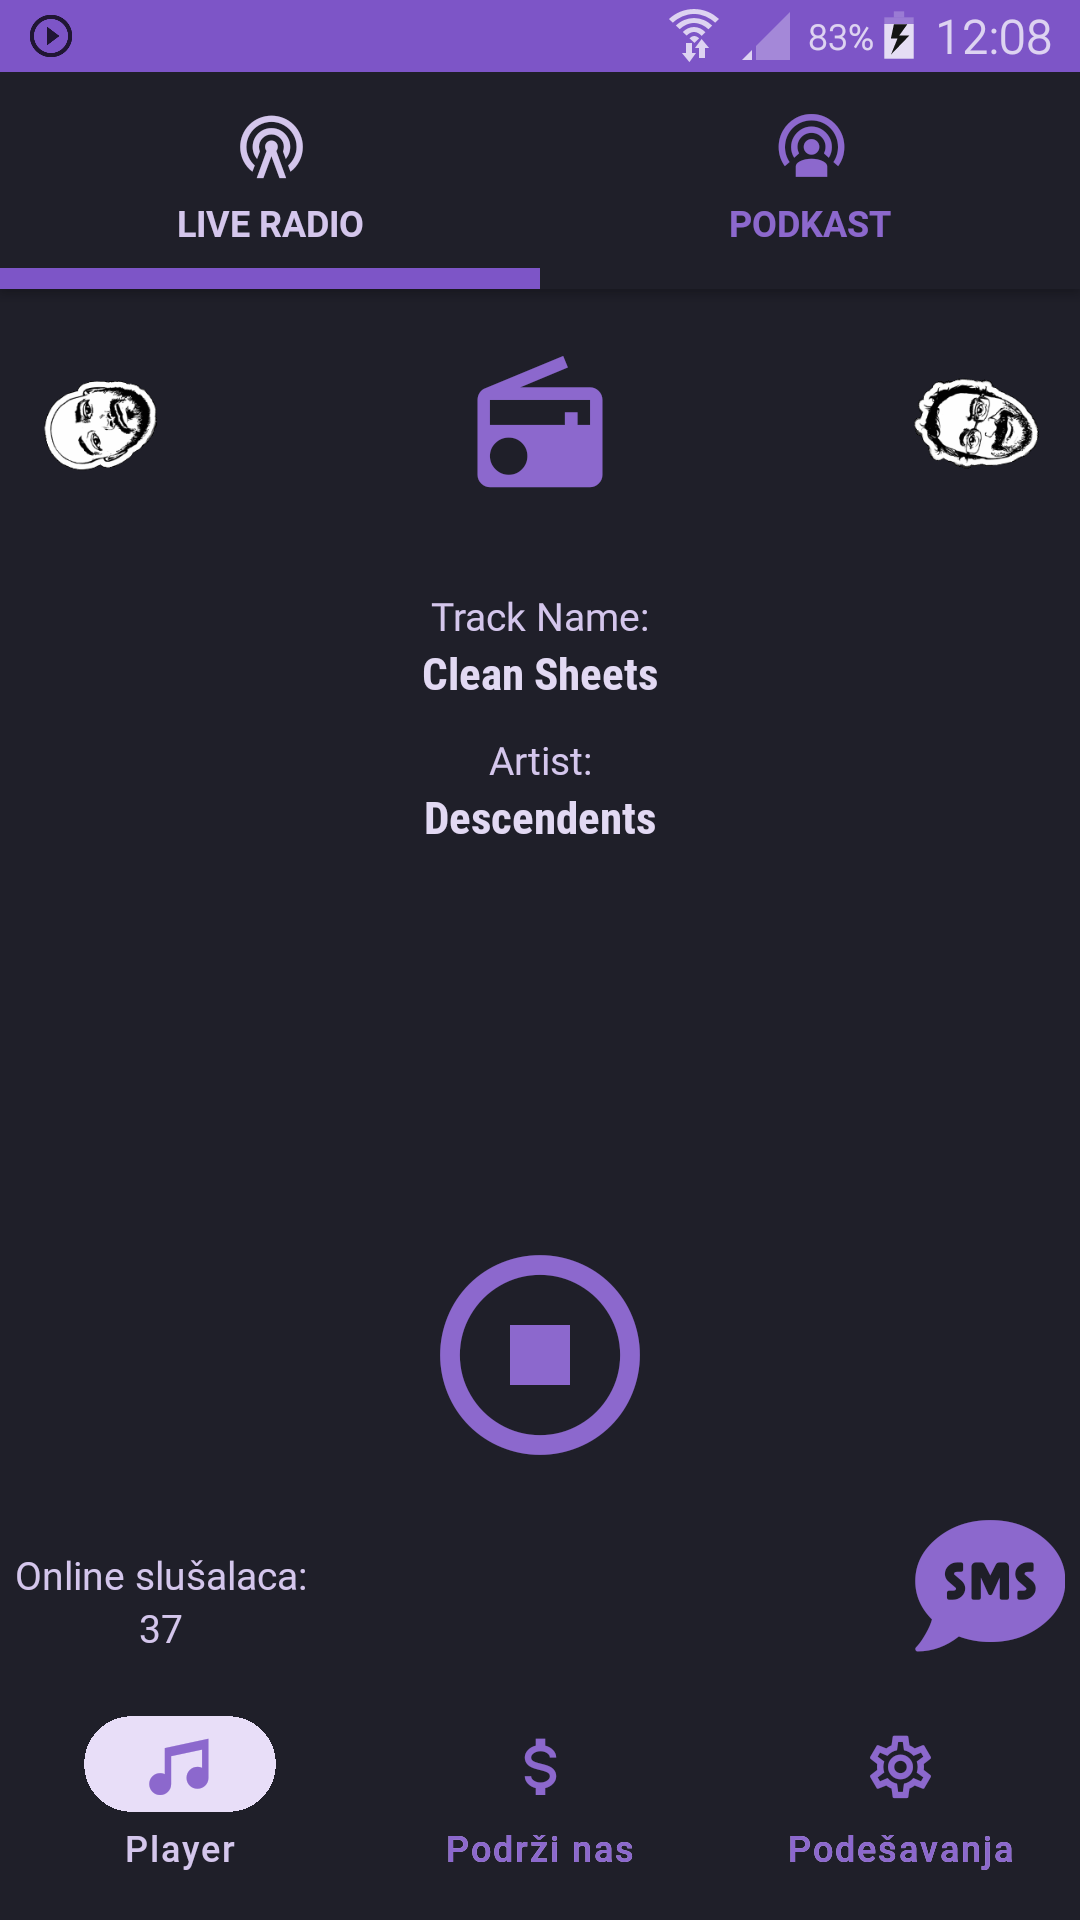 83% 12:08
LIVE RADIO PODKAST
Track Name:
Clean Sheets
Artist:
Descendents
Online slušalaca:
37
SMS
Player Podrži nas Podešavanja